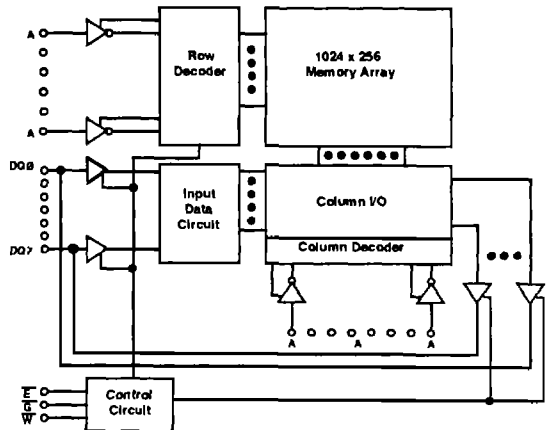 A
Row
Decoder
1024 x 256
Memory Array
A
DQ0
Input
Data
Circuit
Column I/O
Column Decoder
DQ7
A A A
E
G
W
Control
Circuit